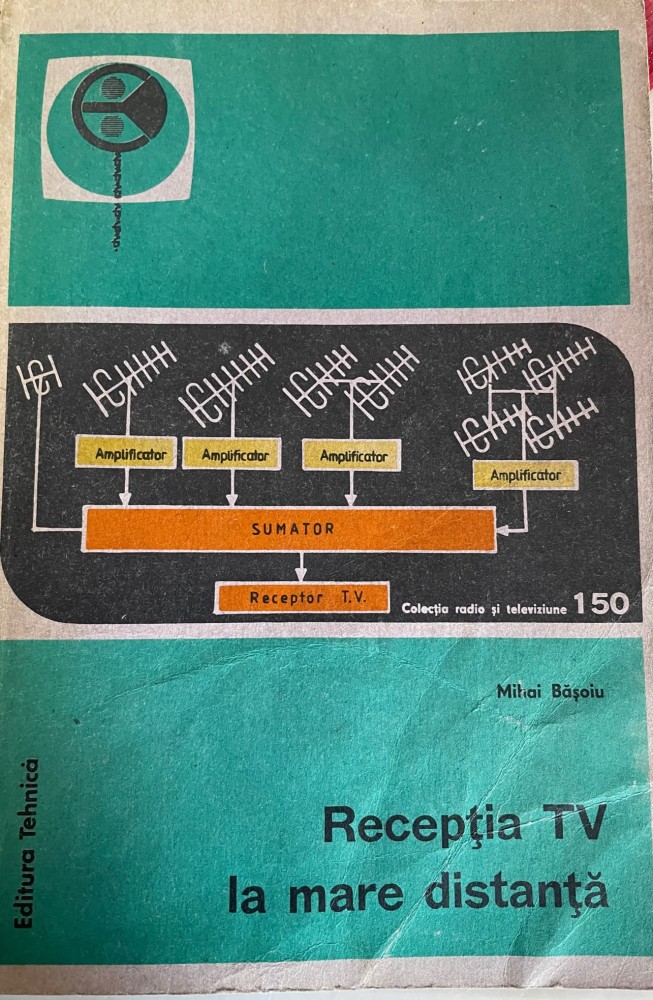 Amplificator
Amplificator
Amplificator
Amplificator
SUMATOR
Receptor T.V.
Colecția radio și televiziune 150
Mihai Bășoiu
Editura Tehnică
Recepţia TV
la mare distanţă